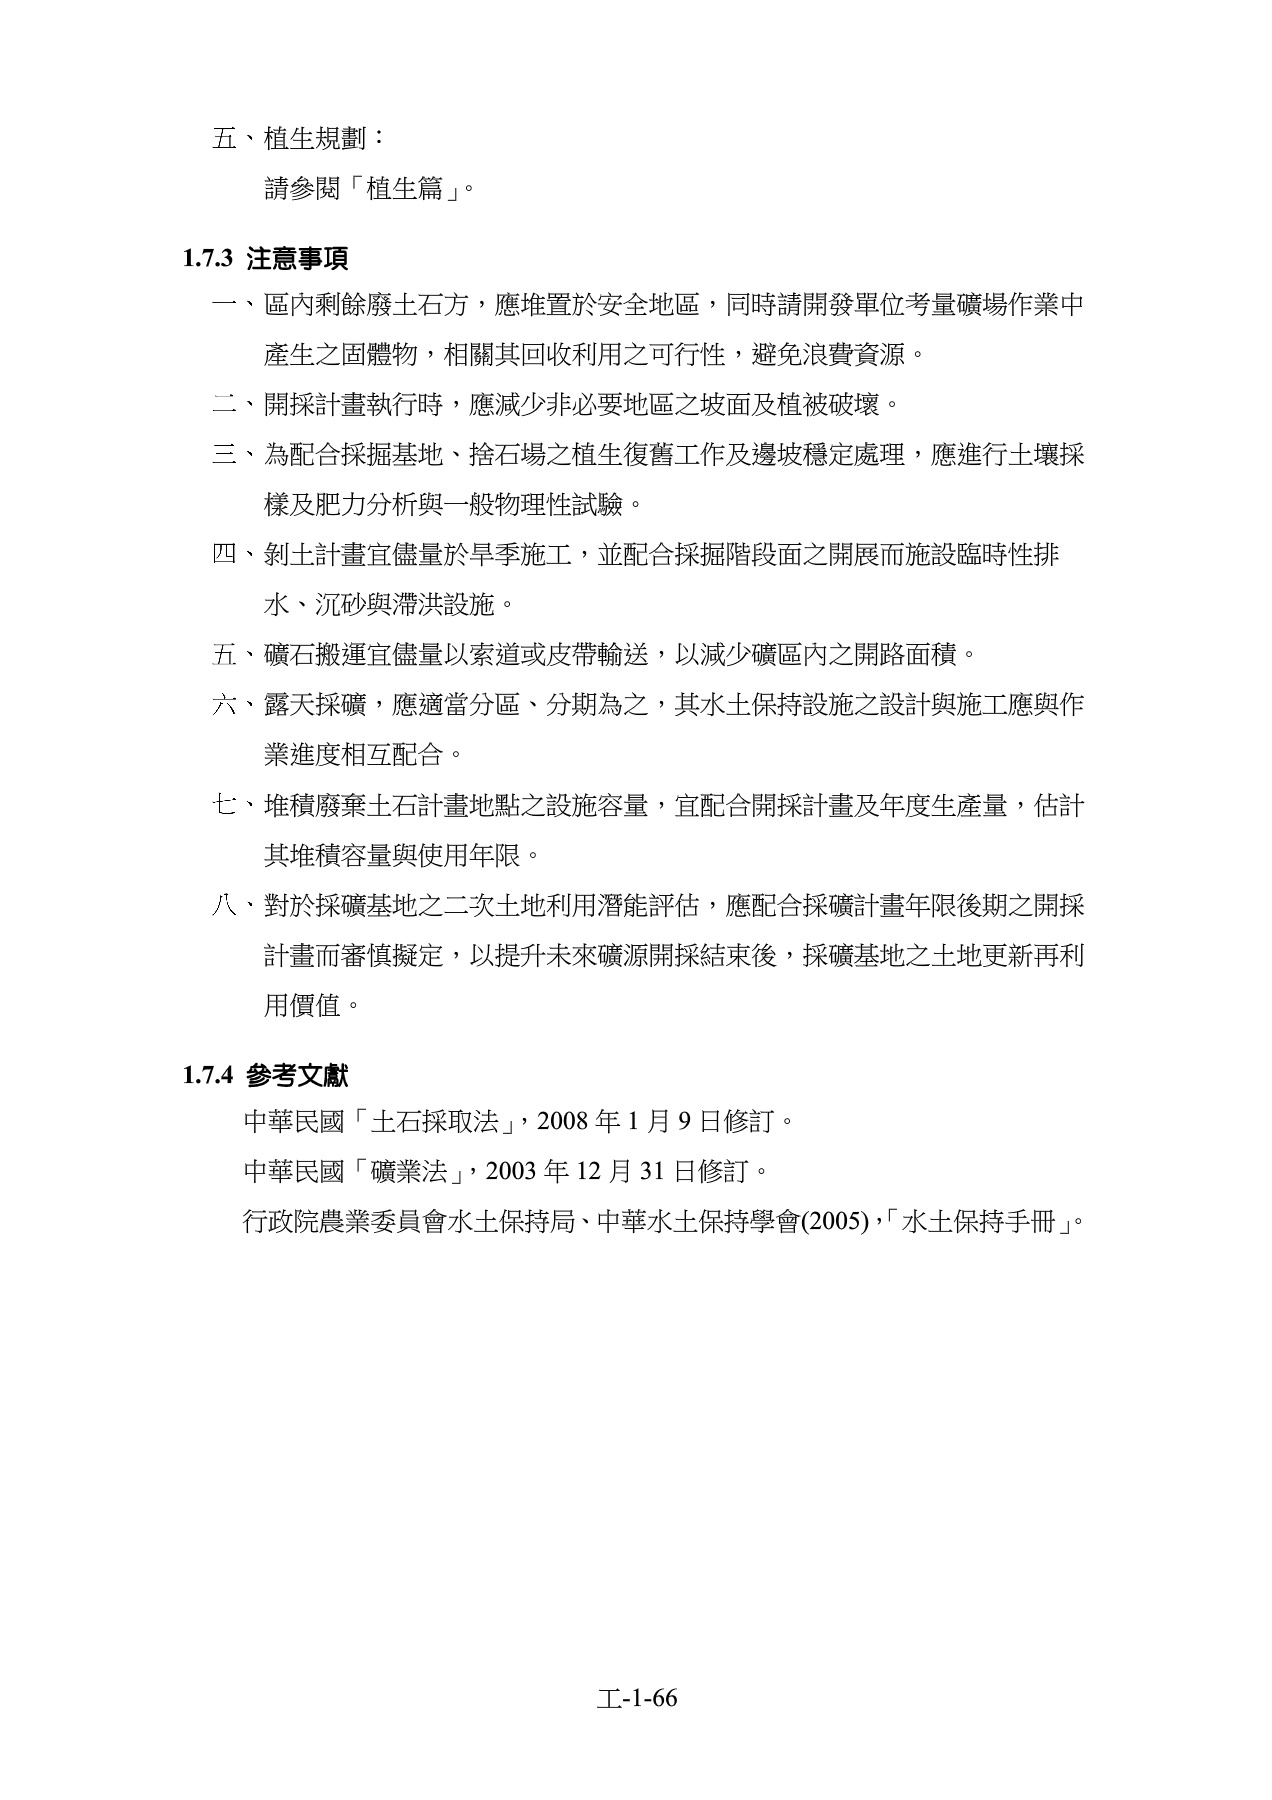 五、植生規劃：
請參閱「植生篇」。
1.7.3 注意事項
一、區內剩餘廢土石方，應堆置於安全地區，同時請開發單位考量礦場作業中
產生之固體物，相關其回收利用之可行性，避免浪費資源。
二、開採計畫執行時，應減少非必要地區之坡面及植被破壞。
三、為配合採掘基地、捨石場之植生復舊工作及邊坡穩定處理，應進行土壤採
樣及肥力分析與一般物理性試驗。
四、剝土計畫宜儘量於旱季施工，並配合採掘階段面之開展而施設臨時性排
水、沉砂與滯洪設施。
五、礦石搬運宜儘量以索道或皮帶輸送，以減少礦區內之開路面積。
六、露天採礦，應適當分區、分期為之，其水土保持設施之設計與施工應與作
業進度相互配合。
七、堆積廢棄土石計畫地點之設施容量，宜配合開採計畫及年度生產量，估計
其堆積容量與使用年限。
八、對於採礦基地之二次土地利用潛能評估，應配合採礦計畫年限後期之開採
計畫而審慎擬定，以提升未來礦源開採結束後，採礦基地之土地更新再利
用價值。
1.7.4 參考文獻
中華民國「土石採取法」，2008 年 1 月 9 日修訂。
中華民國「礦業法」，2003 年 12 月 31 日修訂。
行政院農業委員會水土保持局、中華水土保持學會(2005)，「水土保持手冊」。
工-1-66